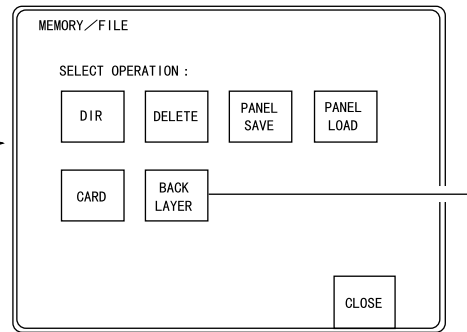 MEMORY／FILE
SELECT OPERATION :
DIR
DELETE
PANEL
SAVE
PANEL
LOAD
CARD
BACK
LAYER
CLOSE